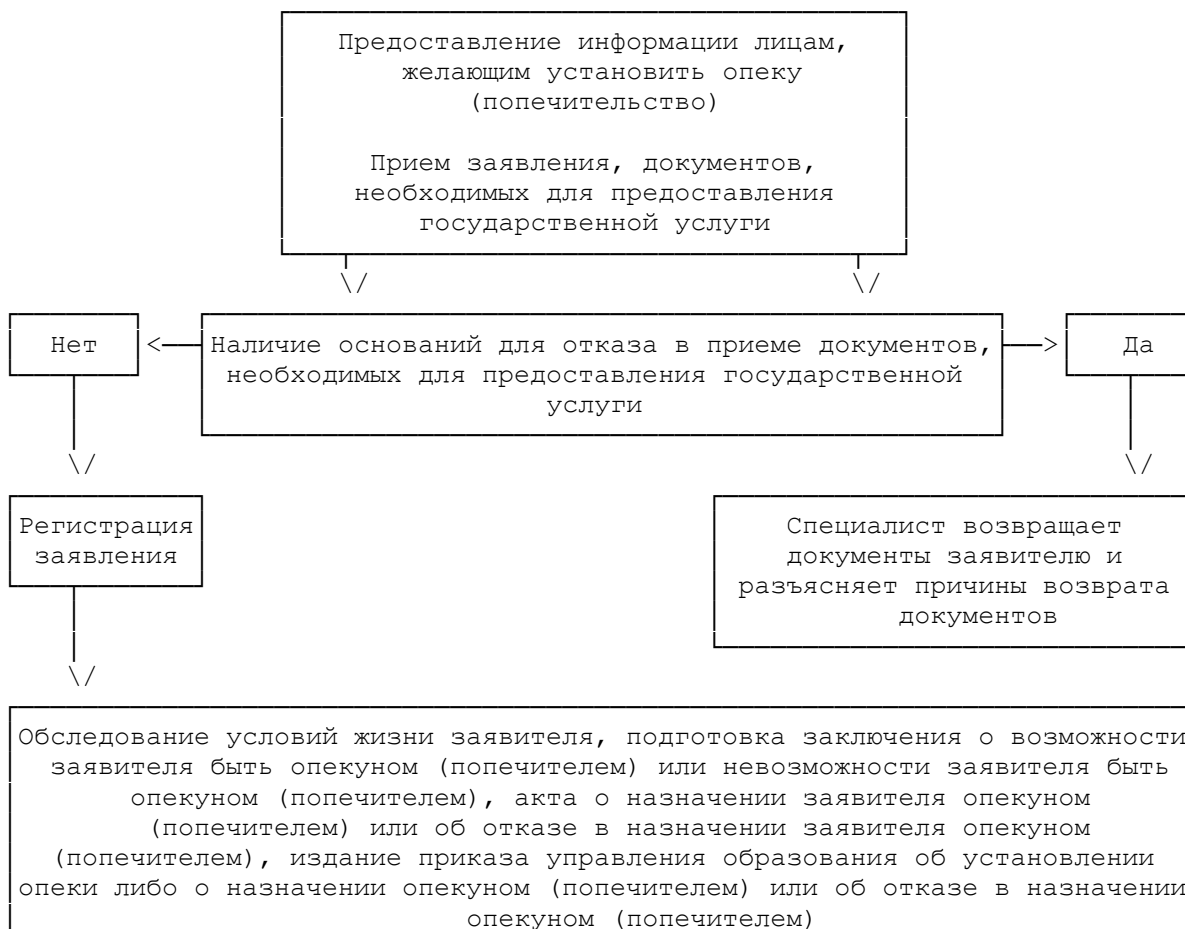 Предоставление информации лицам,
желающим установить опеку
(попечительство)
Прием заявления, документов,
необходимых для предоставления
государственной услуги
Нет
Наличие оснований для отказа в приеме документов,
необходимых для предоставления государственной
услуги
Да
Регистрация
заявления
Специалист возвращает
документы заявителю и
разъясняет причины возврата
документов
Обследование условий жизни заявителя, подготовка заключения о возможности
заявителя быть опекуном (попечителем) или невозможности заявителя быть
опекуном (попечителем), акта о назначении заявителя опекуном
(попечителем) или об отказе в назначении заявителя опекуном
(попечителем), издание приказа управления образования об установлении
опеки либо о назначении опекуном (попечителем) или об отказе в назначении
опекуном (попечителем)